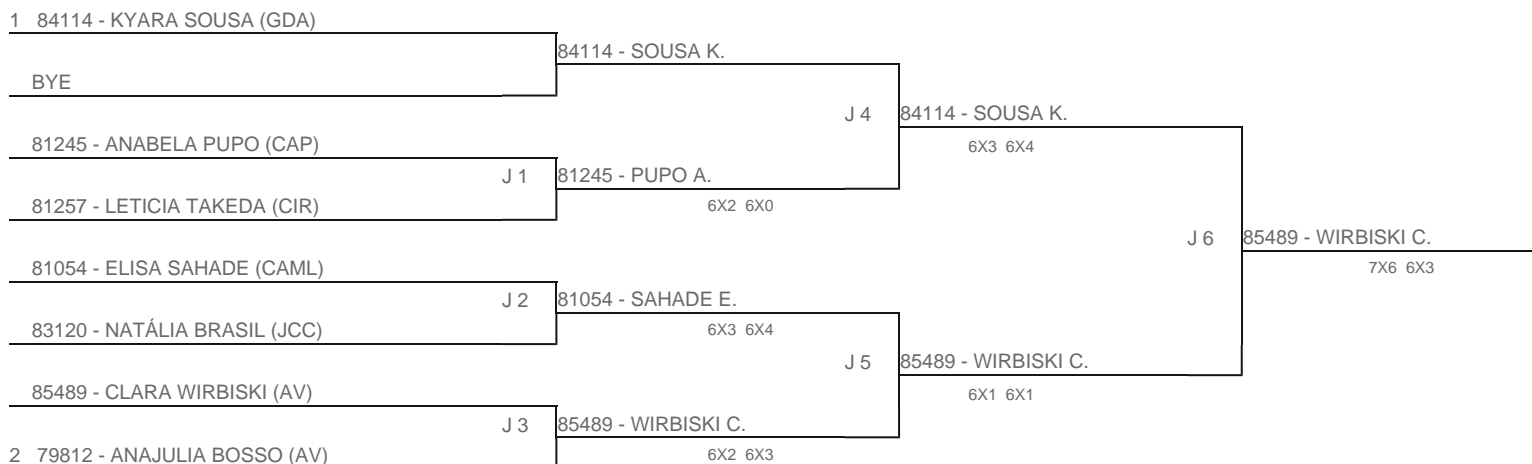 1 84114 - KYARA SOUSA (GDA)
84114 - SOUSA K.
BYE
J 4
84114 - SOUSA K.
6X3 6X4
81245 - ANABELA PUPO (CAP)
J 1
81245 - PUPO A.
6X2 6X0
81257 - LETICIA TAKEDA (CIR)
J 6
85489 - WIRBISKI C.
7X6 6X3
81054 - ELISA SAHADE (CAML)
J 2
81054 - SAHADE E.
6X3 6X4
83120 - NATÁLIA BRASIL (JCC)
J 5
85489 - WIRBISKI C.
6X1 6X1
85489 - CLARA WIRBISKI (AV)
J 3
85489 - WIRBISKI C.
6X2 6X3
2 79812 - ANAJULIA BOSSO (AV)